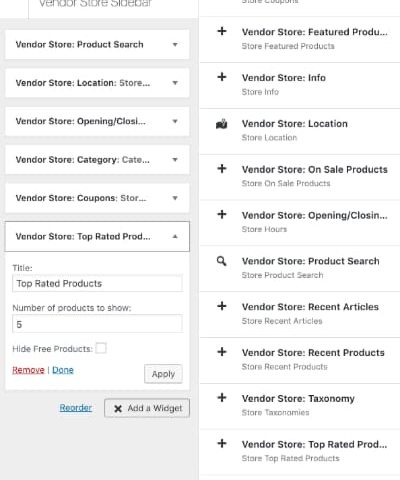 Vendor Store Sidebar
Vendor Store: Product Search
Vendor Store: Location: Store...
Vendor Store: Opening/Closi...
Vendor Store: Category: Cate...
Vendor Store: Coupons: Stor...
Vendor Store: Top Rated Prod...
Title:
Top Rated Products
Number of products to show:
5
Hide Free Products:
Remove | Done
Apply
Reorder
Add a Widget
Store Coupons
Vendor Store: Featured Produ...
Store Featured Products
Vendor Store: Info
Store Info
Vendor Store: Location
Store Location
Vendor Store: On Sale Products
Store On Sale Products
Vendor Store: Opening/Closin...
Store Hours
Vendor Store: Product Search
Store Product Search
Vendor Store: Recent Articles
Store Recent Articles
Vendor Store: Recent Products
Store Recent Products
Vendor Store: Taxonomy
Store Taxonomies
Vendor Store: Top Rated Prod...
Store Top Rated Products